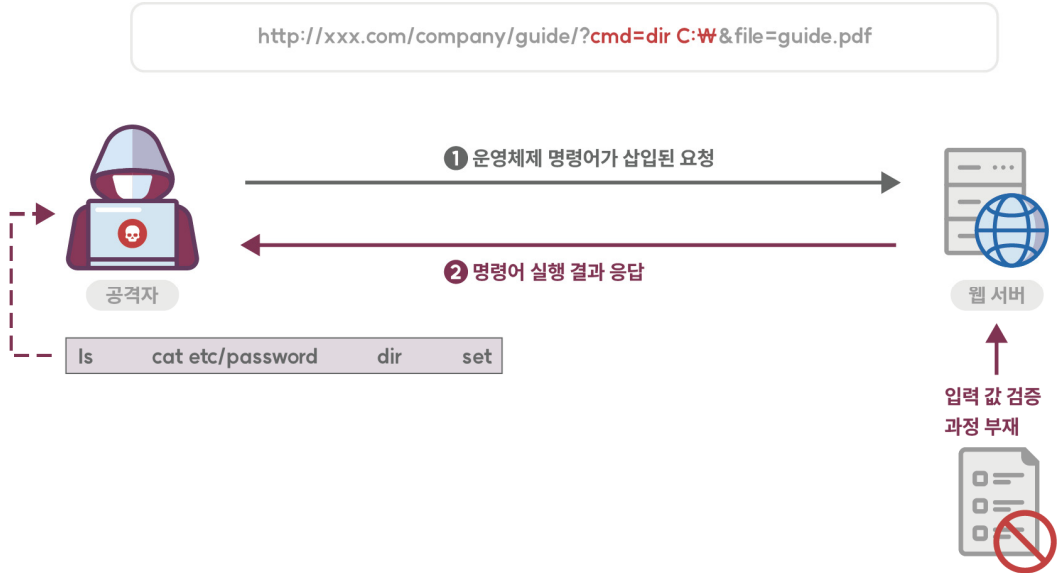 http://xxx.com/company/guide/?cmd=dir C:₩&file=guide.pdf
❶ 운영체제 명령어가 삽입된 요청
❷ 명령어 실행 결과 응답
공격자
웹 서버
ls cat etc/password dir set
입력 값 검증
과정 부재